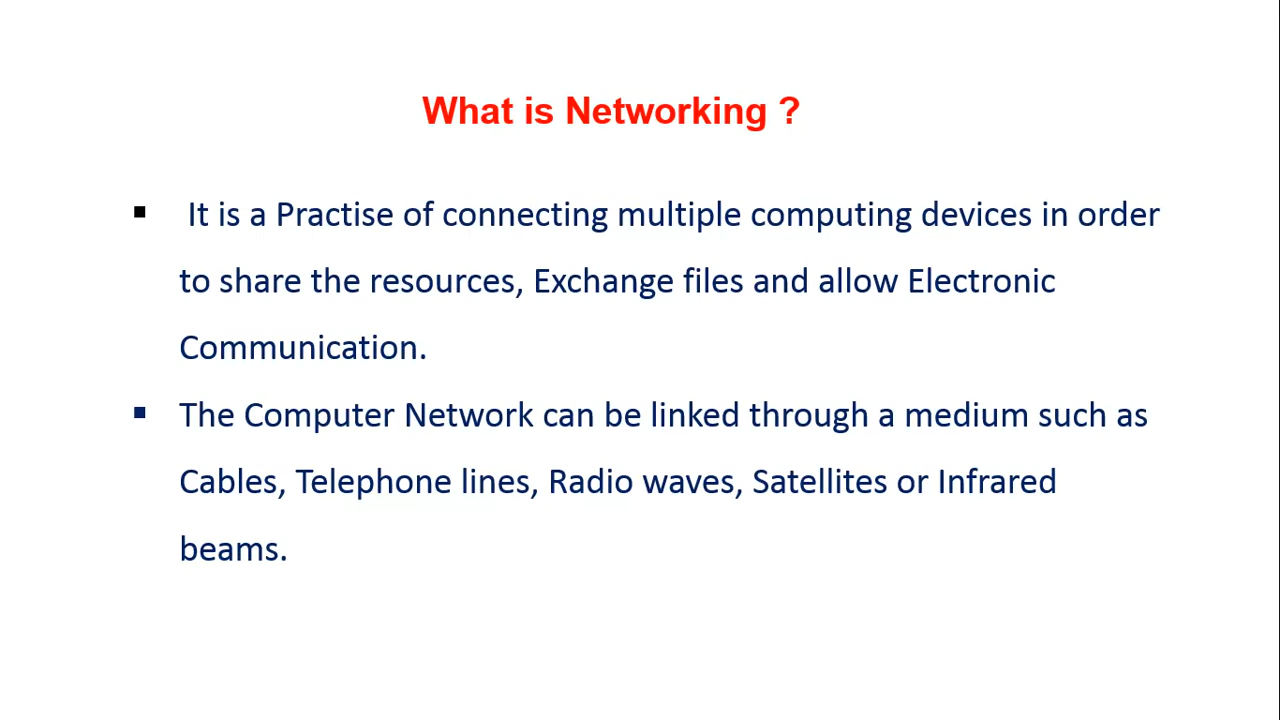 What is Networking ?
▪ It is a Practise of connecting multiple computing devices in order
to share the resources, Exchange files and allow Electronic
Communication.
▪ The Computer Network can be linked through a medium such as
Cables, Telephone lines, Radio waves, Satellites or Infrared
beams.